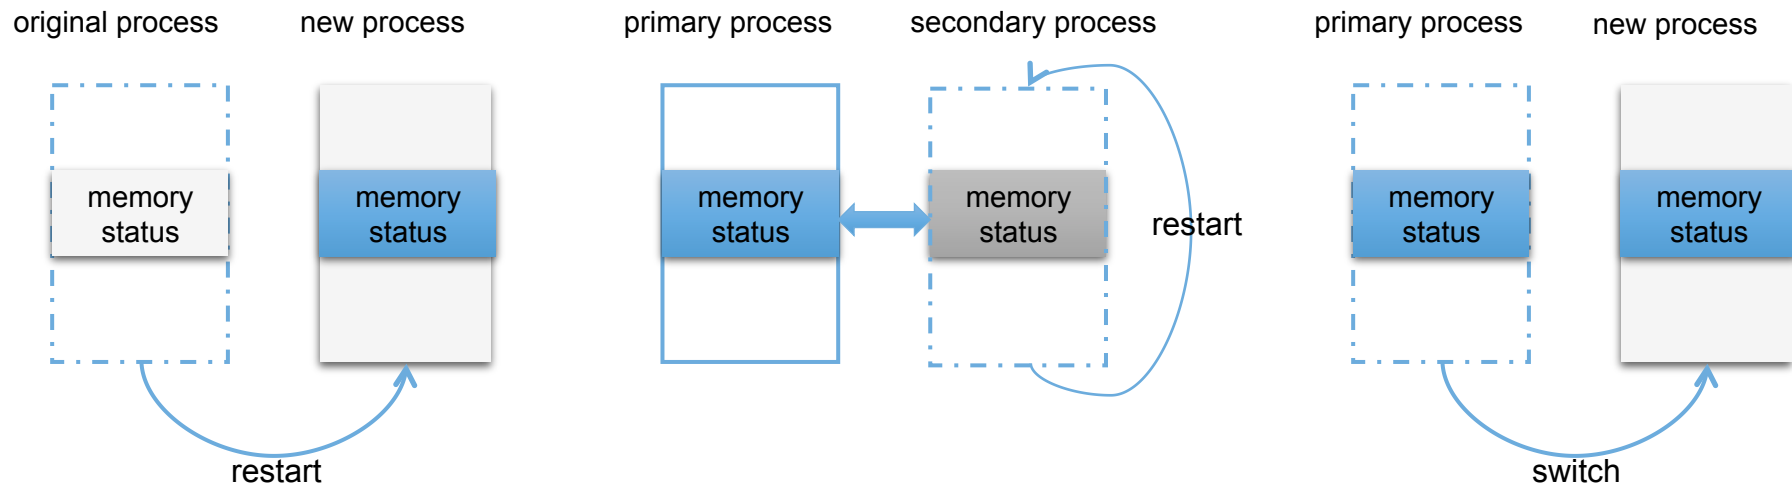 original process
new process
primary process
secondary process
primary process
new process
memory
status
memory
status
memory
status
memory
status
restart
memory
status
memory
status
restart
switch